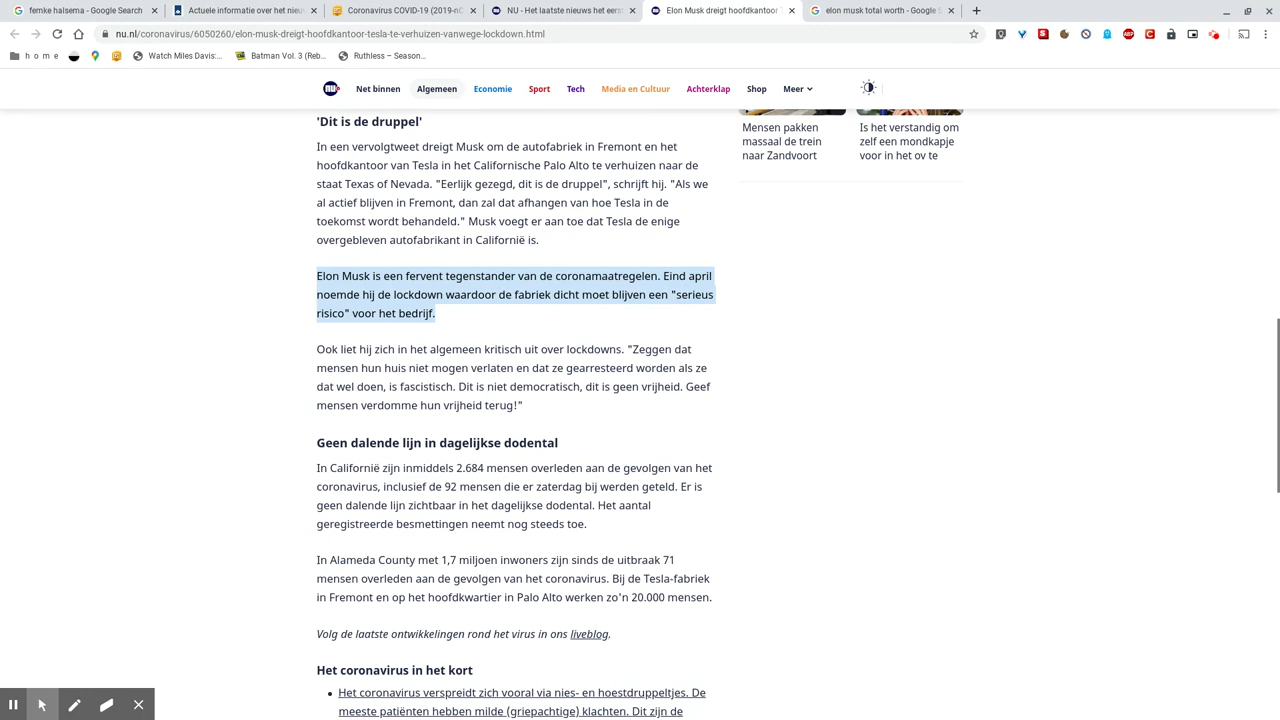 femke halsema - Google Search
Actuele informatie over het nieu
Coronavirus COVID-19 (2019-nC
NU - Het laatste nieuws het eers
Elon Musk dreigt hoofdkantoor T
elon musk total worth - Google S
nu.nl/coronavirus/6050260/elon-musk-dreigt-hoofdkantoor-tesla-te-verhuizen-vanwege-lockdown.html
h o m e
Watch Miles Davis:...
Batman Vol. 3 (Reb...
Ruthless – Season...
Net binnen
Algemeen
Economie
Sport
Tech
Media en Cultuur
Achterklap
Shop
Meer
'Dit is de druppel'
In een vervolgtweet dreigt Musk om de autofabriek in Fremont en het
hoofdkantoor van Tesla in het Californische Palo Alto te verhuizen naar de
staat Texas of Nevada. "Eerlijk gezegd, dit is de druppel", schrijft hij. "Als we
al actief blijven in Fremont, dan zal dat afhangen van hoe Tesla in de
toekomst wordt behandeld." Musk voegt er aan toe dat Tesla de enige
overgebleven autofabrikant in Californië is.
Elon Musk is een fervent tegenstander van de coronamaatregelen. Eind april
noemde hij de lockdown waardoor de fabriek dicht moet blijven een "serieus
risico" voor het bedrijf.
Ook liet hij zich in het algemeen kritisch uit over lockdowns. "Zeggen dat
mensen hun huis niet mogen verlaten en dat ze gearresteerd worden als ze
dat wel doen, is fascistisch. Dit is niet democratisch, dit is geen vrijheid. Geef
mensen verdomme hun vrijheid terug!"
Geen dalende lijn in dagelijkse dodental
In Californië zijn inmiddels 2.684 mensen overleden aan de gevolgen van het
coronavirus, inclusief de 92 mensen die er zaterdag bij werden geteld. Er is
geen dalende lijn zichtbaar in het dagelijkse dodental. Het aantal
geregistreerde besmettingen neemt nog steeds toe.
In Alameda County met 1,7 miljoen inwoners zijn sinds de uitbraak 71
mensen overleden aan de gevolgen van het coronavirus. Bij de Tesla-fabriek
in Fremont en op het hoofdkwartier in Palo Alto werken zo'n 20.000 mensen.
Volg de laatste ontwikkelingen rond het virus in ons liveblog.
Het coronavirus in het kort
Het coronavirus verspreidt zich vooral via nies- en hoestdruppeltjes. De
meeste patiënten hebben milde (griepachtige) klachten. Dit zijn de
Mensen pakken
massaal de trein
naar Zandvoort
Is het verstandig om
zelf een mondkapje
voor in het ov te